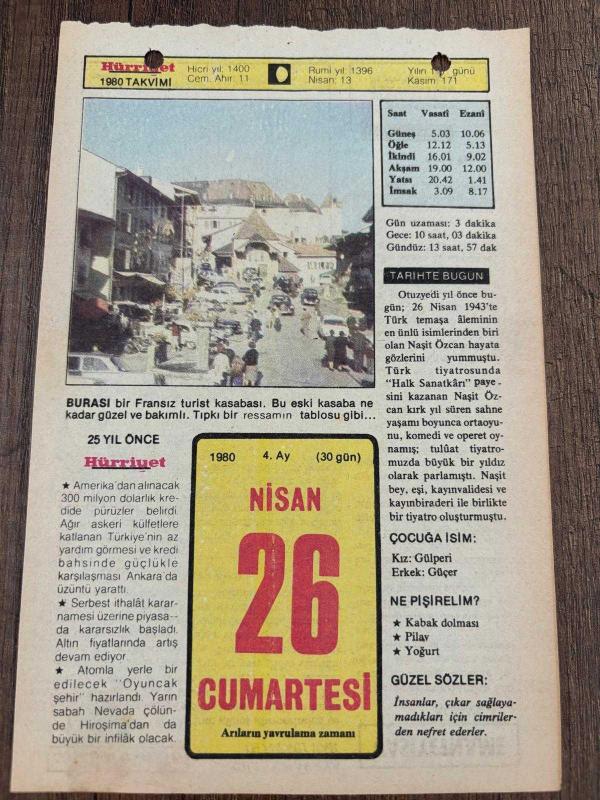 Hürriyet
1980 TAKVİMİ
Hicri yıl: 1400
Cem. Ahır: 11
Rumi yıl: 1396
Nisan: 13
Yılın günü
Kasım: 171
Saat Vasati Ezani
Güneş 5.03 10.06
Öğle 12.12 5.13
İkindi 16.01 9.02
Akşam 19.00 12.00
Yatsı 20.42 1.41
İmsak 3.09 8.17
Gün uzaması: 3 dakika
Gece: 10 saat, 03 dakika
Gündüz: 13 saat, 57 dak
BURASI bir Fransız turist kasabası. Bu eski kasaba ne
kadar güzel ve bakımlı. Tıpkı bir ressamın tablosu gibi...
TARİHTE BUGÜN
Otuzyedi yıl önce bu-
gün; 26 Nisan 1943'te
Türk temaşa âleminin
en ünlü isimlerinden biri
olan Naşit Özcan hayata
gözlerini yummuştu.
Türk tiyatrosunda
"Halk Sanatkârı" paye-
sini kazanan Naşit Öz-
can kırk yıl süren sahne
yaşamı boyunca ortaoyu-
nu, komedi ve operet oy-
namış; tulûat tiyatro-
muzda büyük bir yıldız
olarak parlamıştı. Naşit
bey, eşi, kayınvalidesi ve
kayınbiraderi ile birlikte
bir tiyatro oluşturmuştu.
25 YIL ÖNCE
Hürriyet
★ Amerika'dan alınacak
300 milyon dolarlık kre-
dide pürüzler belirdi.
Ağır askeri külfetlere
katlanan Türkiye'nin az
yardım görmesi ve kredi
bahsinde güçlükle
karşılaşması Ankara'da
üzüntü yarattı.
★ Serbest ithalât karar-
namesi üzerine piyasa--
da kararsızlık başladı.
Altın fiyatlarında artış
devam ediyor.
★ Atomla yerle bir
edilecek "Oyuncak
şehir" hazırlandı. Yarın
sabah Nevada çölün-
de Hiroşima'dan da
büyük bir infilâk olacak.
1980 4. Ay (30 gün)
NİSAN
26
CUMARTESİ
Arıların yavrulama zamanı
ÇOCUĞA İSİM:
Kız: Gülperi
Erkek: Güçer
NE PİŞİRELİM?
★ Kabak dolması
★ Pilav
★ Yoğurt
GÜZEL SÖZLER:
İnsanlar, çıkar sağlaya-
madıkları için cimriler-
den nefret ederler.